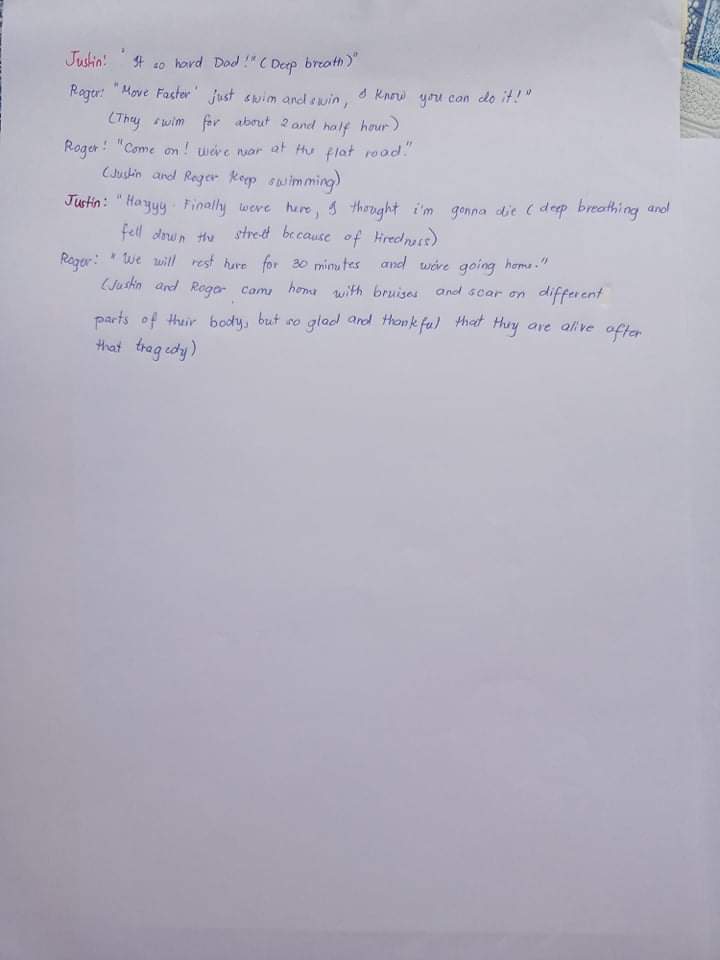 Justin: " It so hard Dad!" (Deep breath)"
Roger: "Move Faster' just swim and swin, I Know you can do it!"
(They swim for about 2 and half hour)
Roger: "Come on! we're near at the flat road."
(Justin and Roger Keep swimming)
Justin: "Hayyy. Finally we're here, I thought i'm gonna die (deep breathing and
fell down the street because of tiredness)
Roger: "We will rest here for 30 minutes and we're going home."
(Justin and Roger came home with bruises and scar on different
parts of their body, but so glad and thankful that they are alive after
that tragedy)